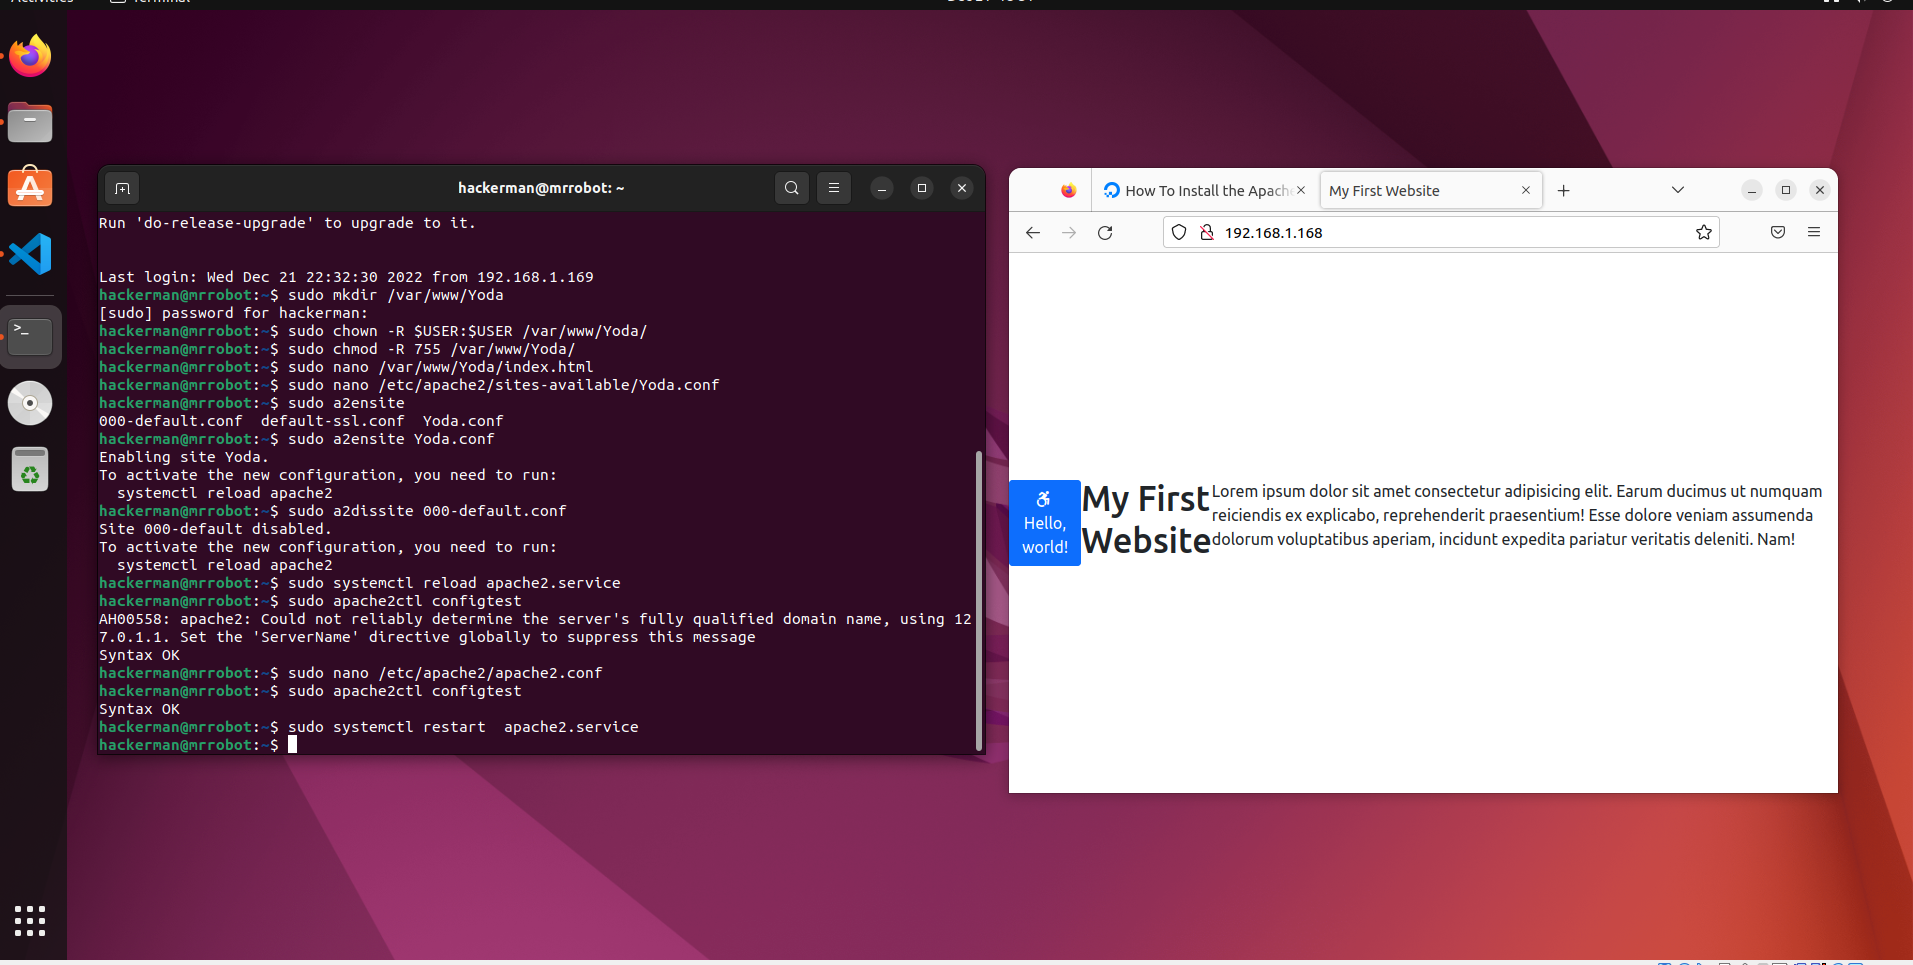 Activities
Terminal
hackerman@mrrobot: ~
Run 'do-release-upgrade' to upgrade to it.
Last login: Wed Dec 21 22:32:30 2022 from 192.168.1.169
hackerman@mrrobot:~$ sudo mkdir /var/www/Yoda
[sudo] password for hackerman:
hackerman@mrrobot:~$ sudo chown -R $USER:$USER /var/www/Yoda/
hackerman@mrrobot:~$ sudo chmod -R 755 /var/www/Yoda/
hackerman@mrrobot:~$ sudo nano /var/www/Yoda/index.html
hackerman@mrrobot:~$ sudo nano /etc/apache2/sites-available/Yoda.conf
hackerman@mrrobot:~$ sudo a2ensite
000-default.conf  default-ssl.conf  Yoda.conf
hackerman@mrrobot:~$ sudo a2ensite Yoda.conf
Enabling site Yoda.
To activate the new configuration, you need to run:
  systemctl reload apache2
hackerman@mrrobot:~$ sudo a2dissite 000-default.conf
Site 000-default disabled.
To activate the new configuration, you need to run:
  systemctl reload apache2
hackerman@mrrobot:~$ sudo systemctl reload apache2.service
hackerman@mrrobot:~$ sudo apache2ctl configtest
AH00558: apache2: Could not reliably determine the server's fully qualified domain name, using 12
7.0.1.1. Set the 'ServerName' directive globally to suppress this message
Syntax OK
hackerman@mrrobot:~$ sudo nano /etc/apache2/apache2.conf
hackerman@mrrobot:~$ sudo apache2ctl configtest
Syntax OK
hackerman@mrrobot:~$ sudo systemctl restart  apache2.service
hackerman@mrrobot:~$
How To Install the Apache
My First Website
192.168.1.168
Hello,
world!
My First
Website
Lorem ipsum dolor sit amet consectetur adipisicing elit. Earum ducimus ut numquam
reiciendis ex explicabo, reprehenderit praesentium! Esse dolore veniam assumenda
dolorum voluptatibus aperiam, incidunt expedita pariatur veritatis deleniti. Nam!